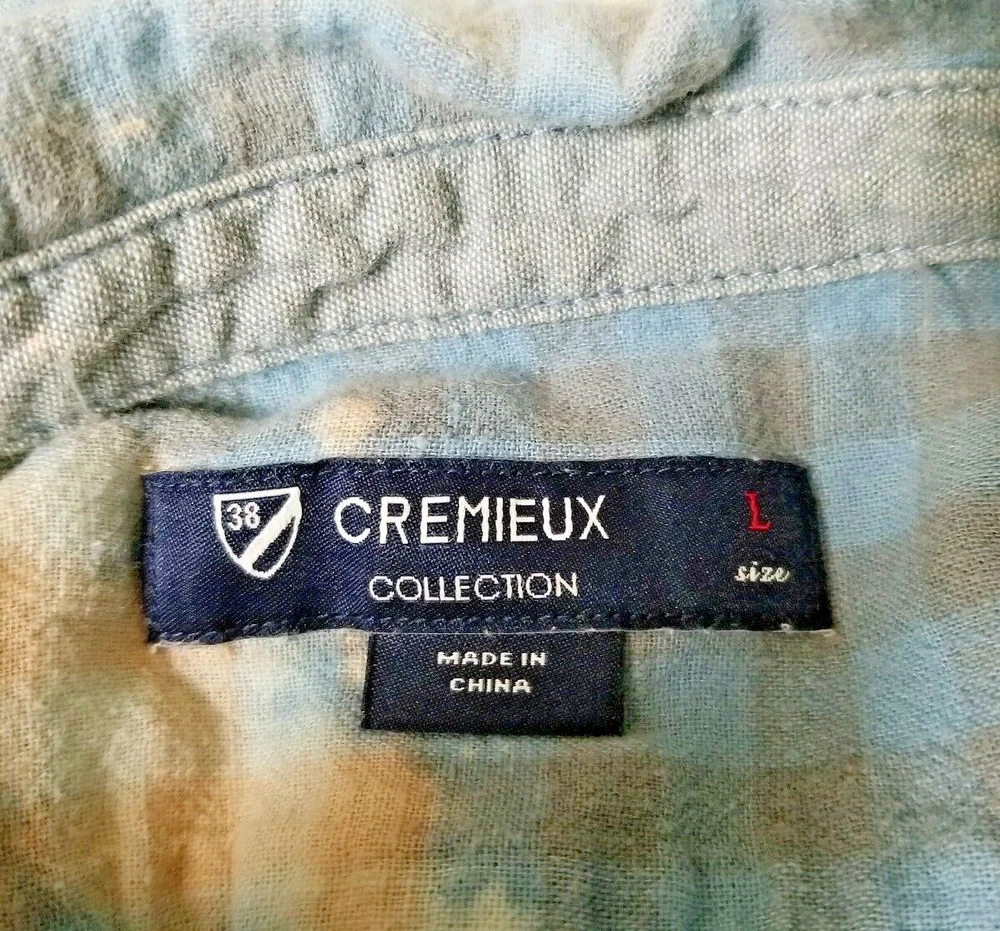 38 CREMIEUX L
COLLECTION size
MADE IN
CHINA